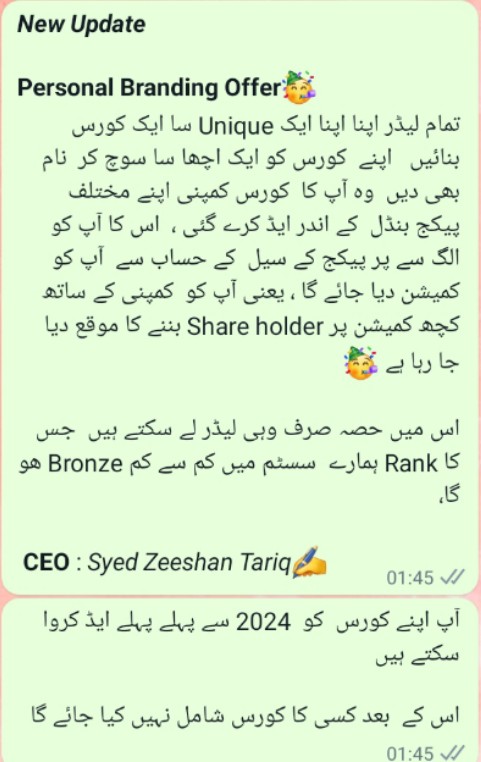 New Update
Personal Branding Offer🥳
تمام لیڈر اپنا اپنا ایک Unique سا ایک کورس
بنائیں اپنے کورس کو ایک اچھا سا سوچ کر نام
بھی دیں وہ آپ کا کورس کمپنی اپنے مختلف
پیکج بنڈل کے اندر ایڈ کرے گئی ، اس کا آپ کو
الگ سے پر پیکج کے سیل کے حساب سے آپ کو
کمیشن دیا جائے گا ، یعنی آپ کو کمپنی کے ساتھ
کچھ کمیشن پر Share holder بننے کا موقع دیا
جا رہا ہے 🥳
اس میں حصہ صرف وہی لیڈر لے سکتے ہیں جس
کا Rank ہمارے سسٹم میں کم سے کم Bronze ھو
گا،
CEO : Syed Zeeshan Tariq✍️
01:45
آپ اپنے کورس کو 2024 سے پہلے پہلے ایڈ کروا
سکتے ہیں
اس کے بعد کسی کا کورس شامل نہیں کیا جائے گا
01:45